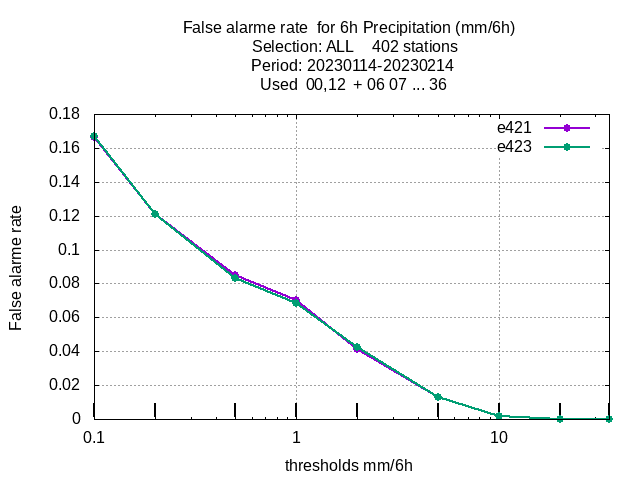 False alarme rate  for 6h Precipitation (mm/6h)
Selection: ALL    402 stations
Period: 20230114-20230214
Used  00,12  + 06 07 ... 36
e421
e423
False alarme rate
0.18
0.16
0.14
0.12
0.1
0.08
0.06
0.04
0.02
0
0.1
1
10
thresholds mm/6h